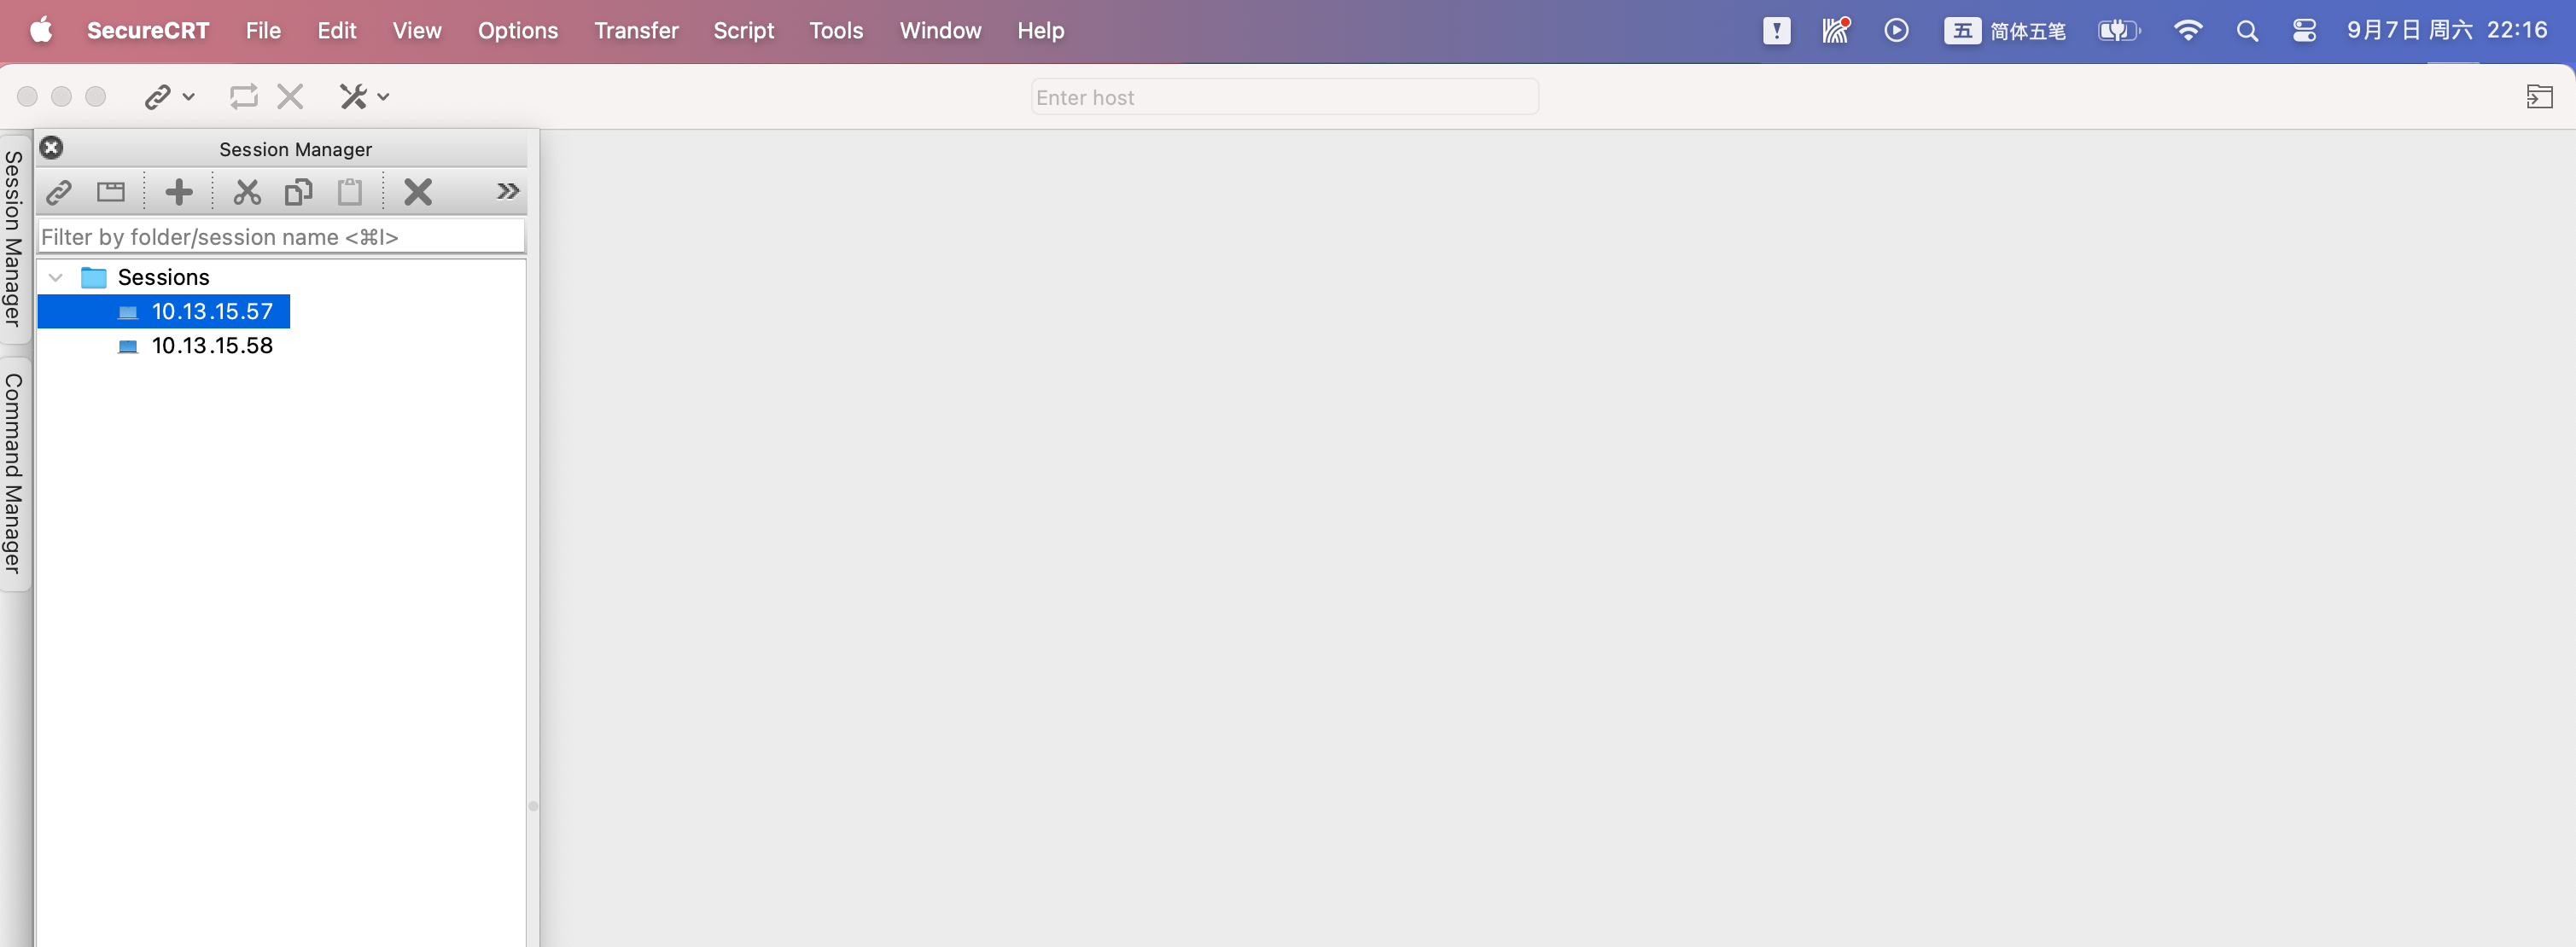 SecureCRT File Edit View Options Transfer Script Tools Window Help 五 简体五笔 9月7日 周六 22:16
Enter host
Session Manager
Session Manager
Filter by folder/session name <⌘I>
Sessions
10.13.15.57
10.13.15.58
Command Manager